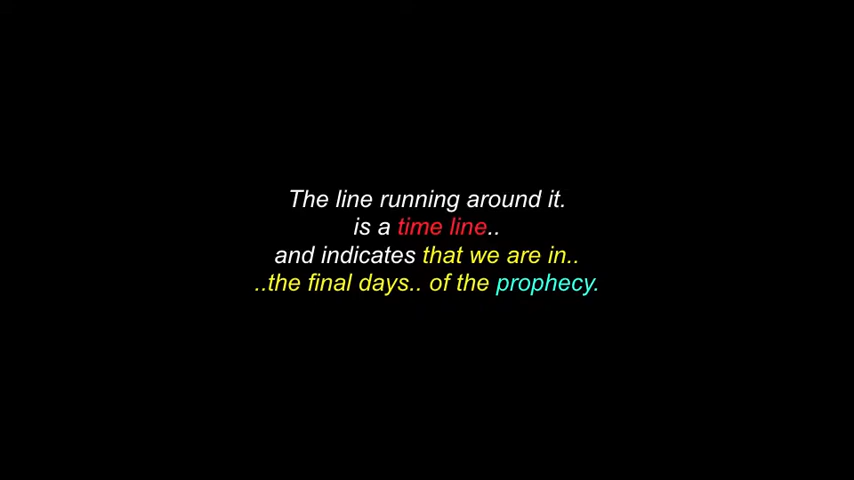 The line running around it.
is a time line..
and indicates that we are in..
..the final days.. of the prophecy.